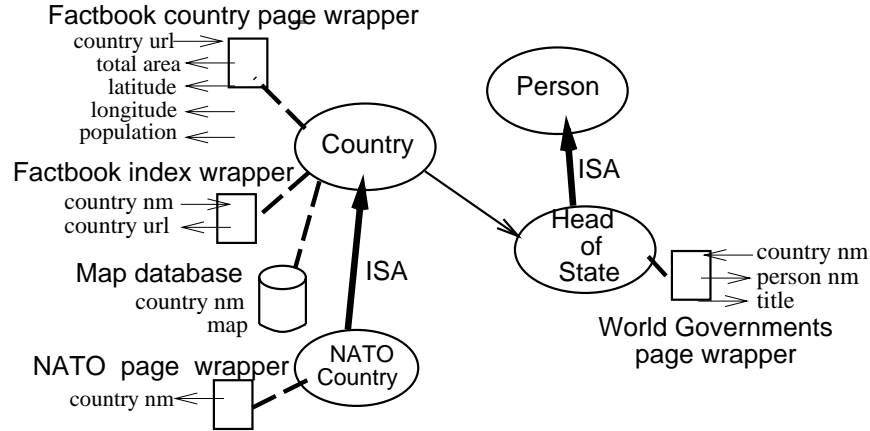 Factbook country page wrapper
country url
total area
latitude
longitude
population
Person
Country
ISA
Factbook index wrapper
country nm
country url
Head
of
State
Map database
country nm
map
ISA
country nm
person nm
title
World Governments
page wrapper
NATO page wrapper
country nm
NATO
Country